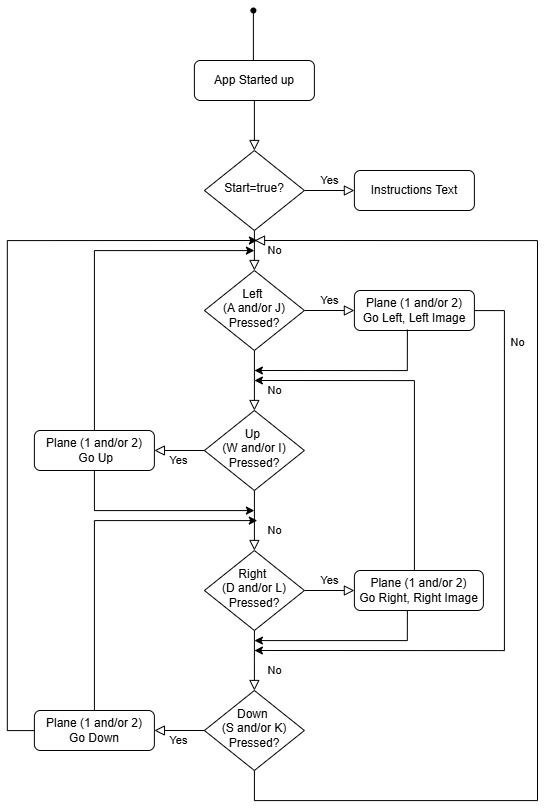 App Started up
Start=true?
Yes
Instructions Text
No
Left
(A and/or J)
Pressed?
Yes
Plane (1 and/or 2)
Go Left, Left Image
No
No
Up
(W and/or I)
Pressed?
Yes
Plane (1 and/or 2)
Go Up
No
Right
(D and/or L)
Pressed?
Yes
Plane (1 and/or 2)
Go Right, Right Image
No
Down
(S and/or K)
Pressed?
Yes
Plane (1 and/or 2)
Go Down